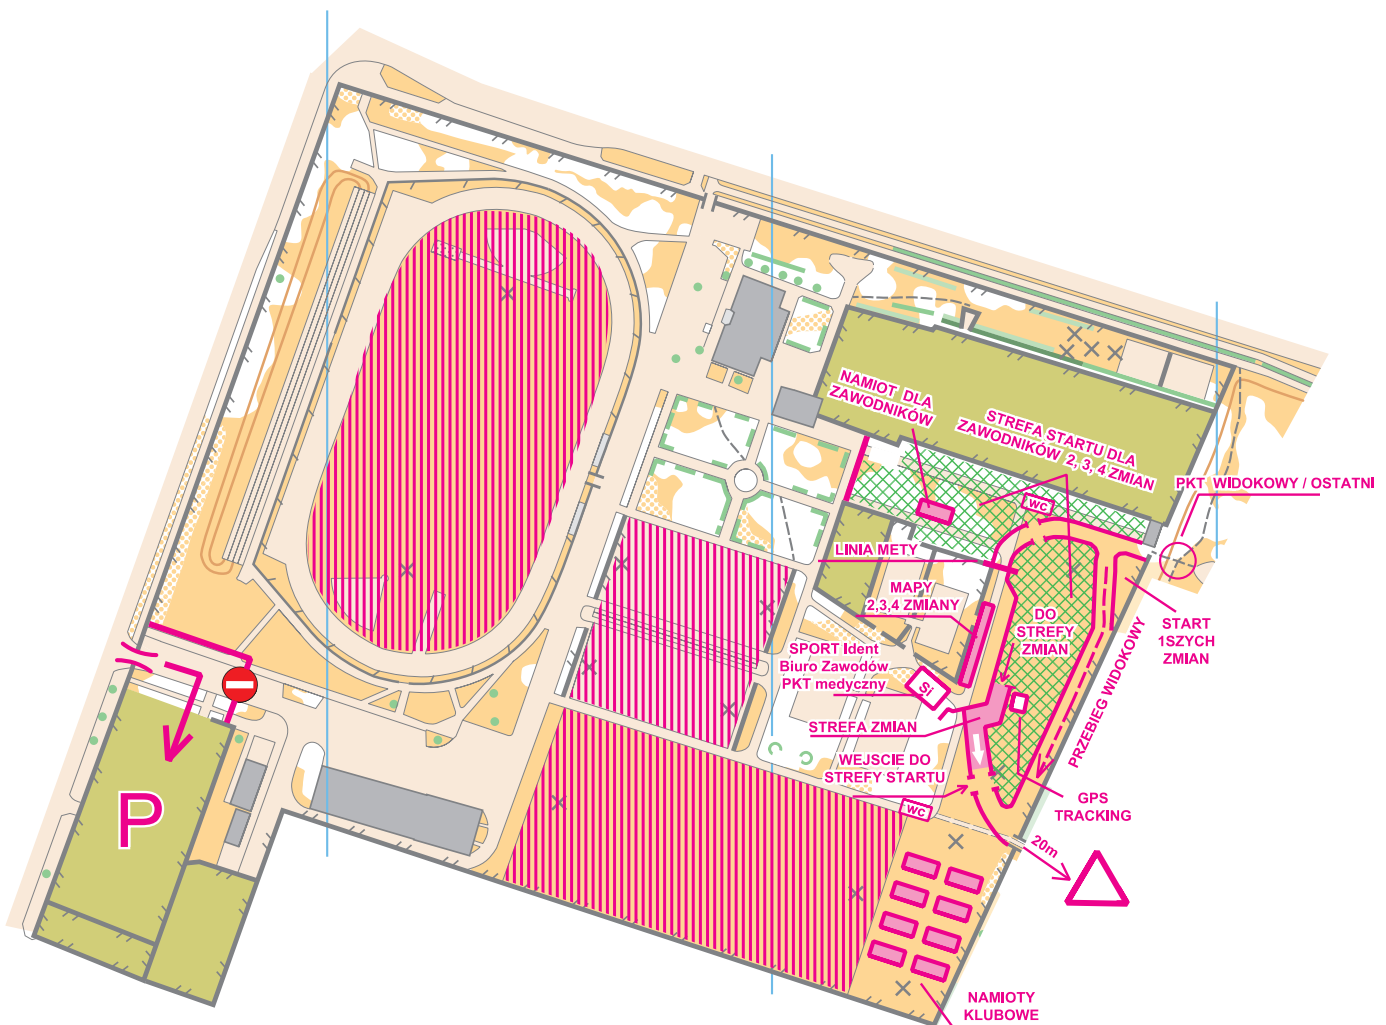 NAMIOT DLA
ZAWODNIKÓW
STREFA STARTU DLA
ZAWODNIKÓW 2, 3, 4 ZMIAN
PKT WIDOKOWY / OSTATNI
wc
LINIA METY
MAPY
2,3,4 ZMIANY
DO
STREFY
ZMIAN
START
1SZYCH
ZMIAN
SPORT Ident
Biuro Zawodów
PKT medyczny
Si
PRZEBIEG WIDOKOWY
STREFA ZMIAN
WEJSCIE DO
STREFY STARTU
wc
GPS
TRACKING
20m
P
NAMIOTY
KLUBOWE